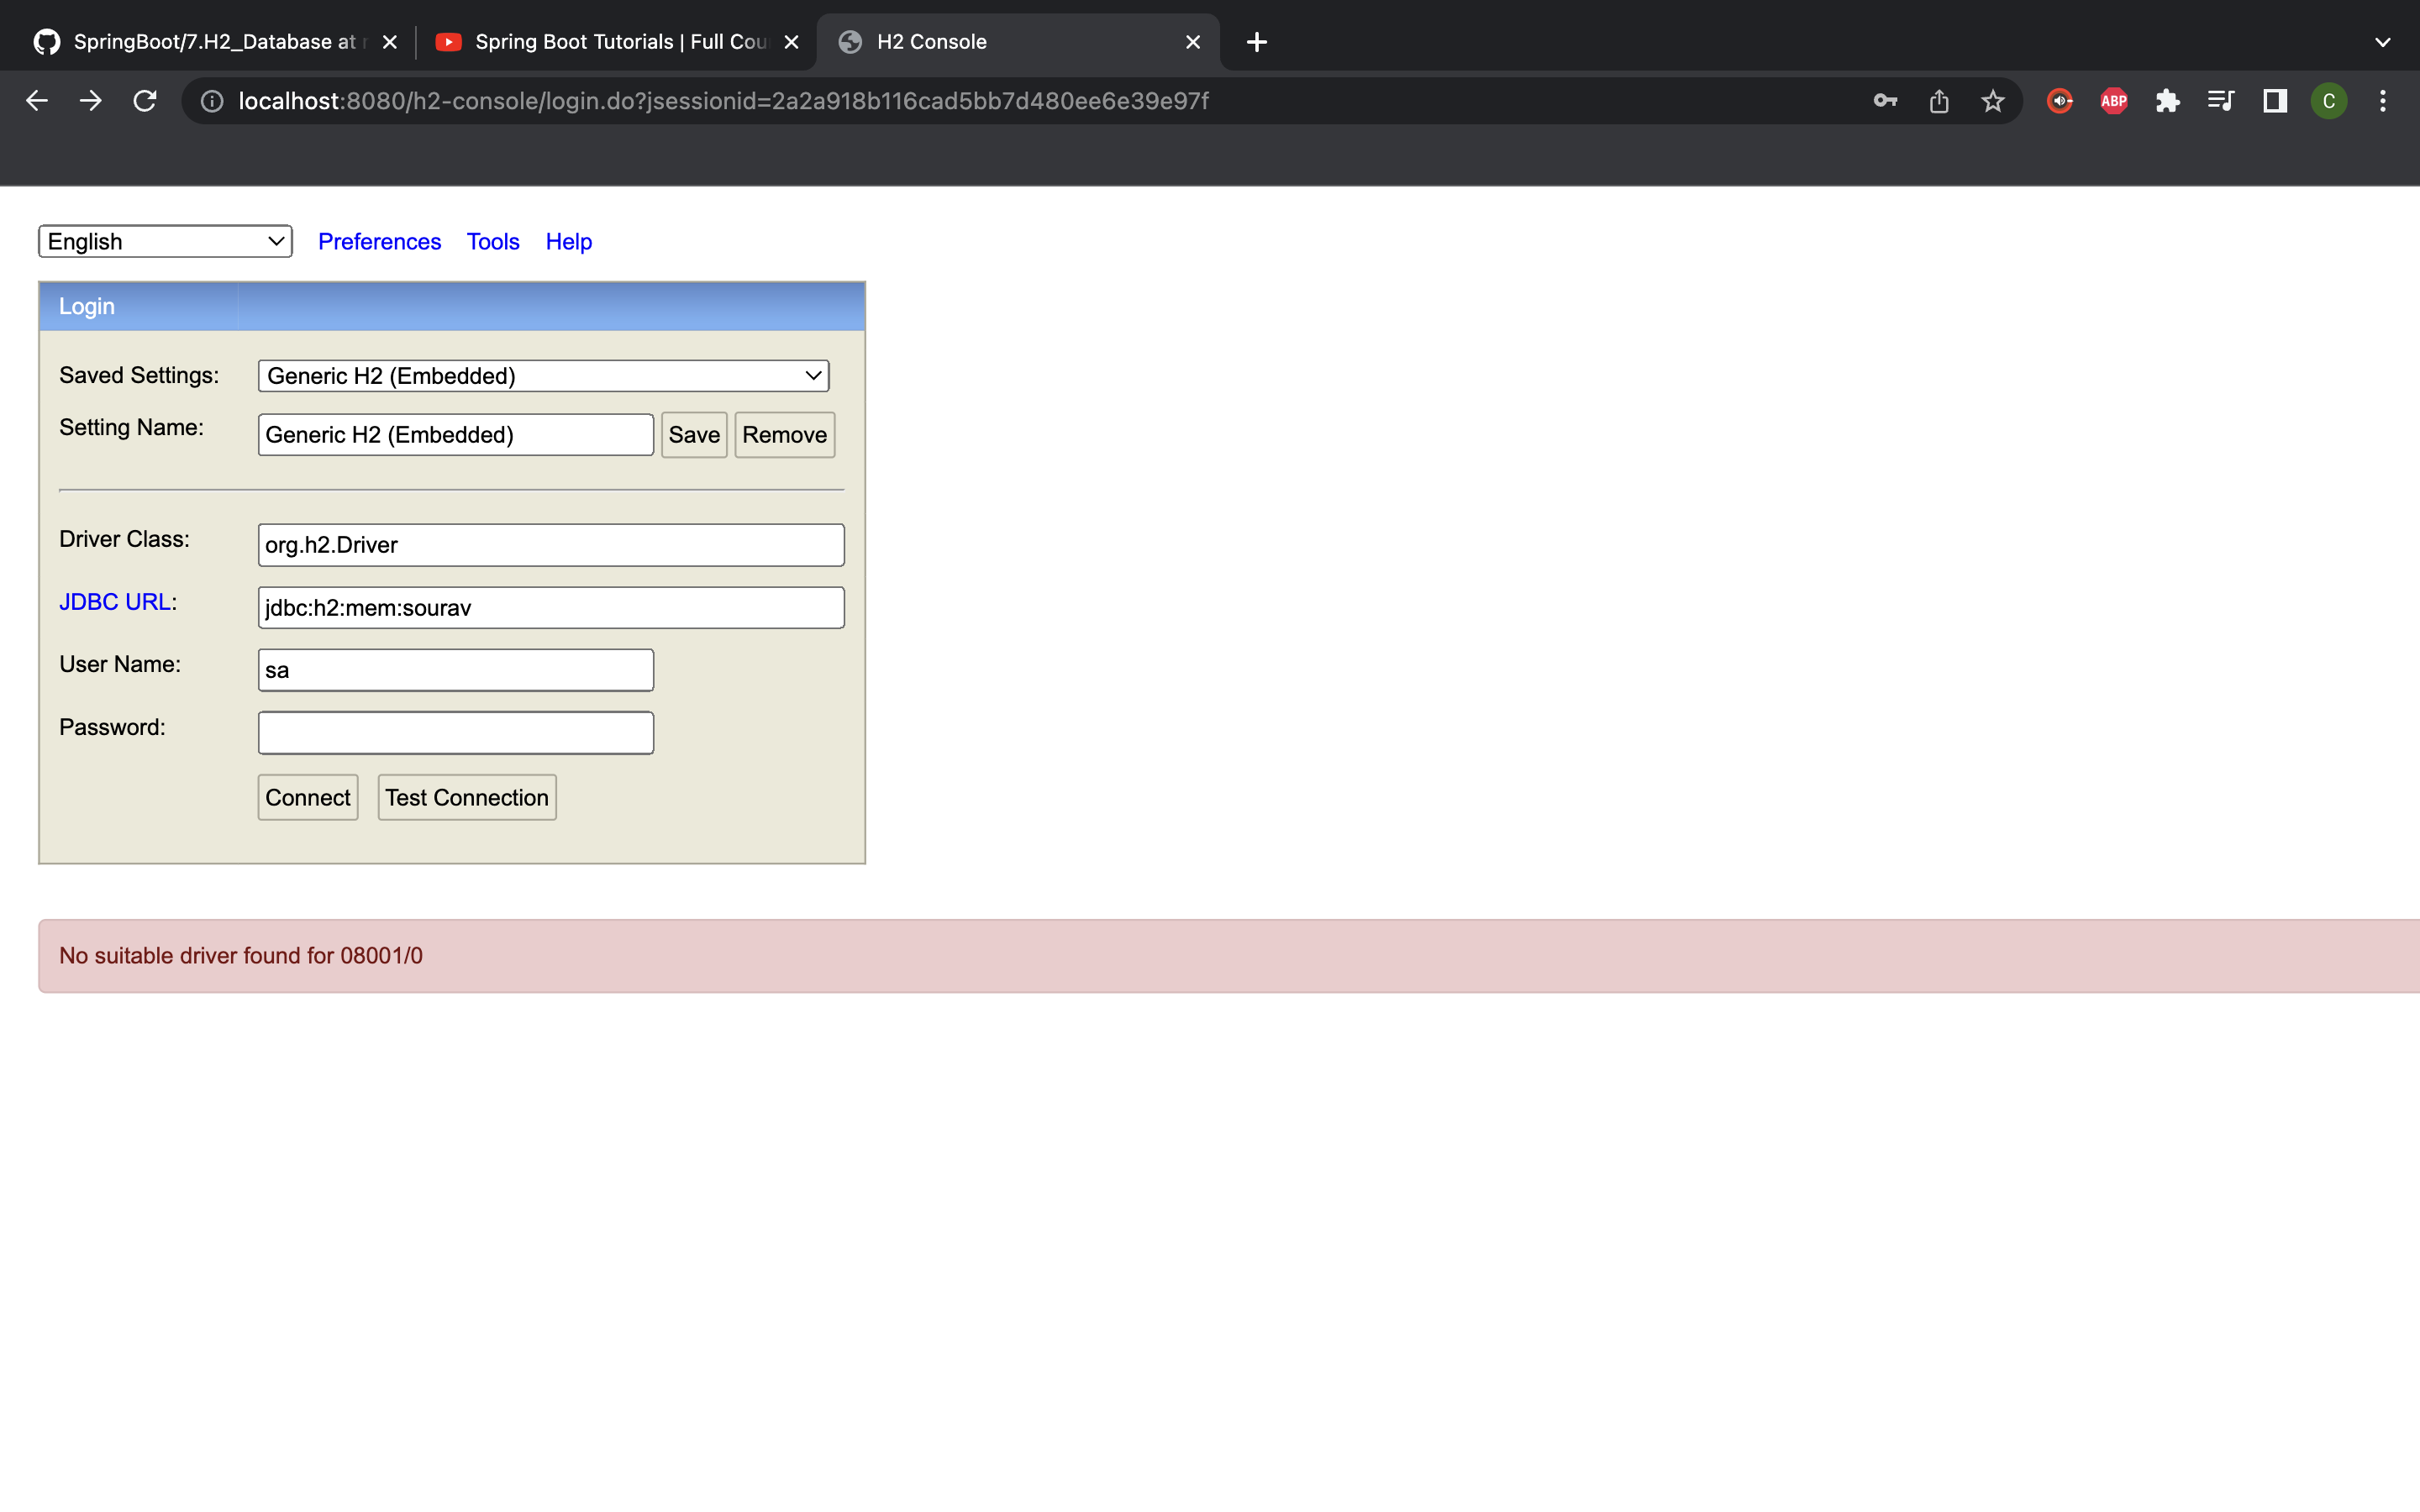 SpringBoot/7.H2_Database at
Spring Boot Tutorials | Full Cou
H2 Console
localhost:8080/h2-console/login.do?jsessionid=2a2a918b116cad5bb7d480ee6e39e97f
ABP
C
English
Preferences
Tools
Help
Login
Saved Settings:
Generic H2 (Embedded)
Setting Name:
Generic H2 (Embedded)
Save
Remove
Driver Class:
org.h2.Driver
JDBC URL:
jdbc:h2:mem:sourav
User Name:
sa
Password:
Connect
Test Connection
No suitable driver found for 08001/0